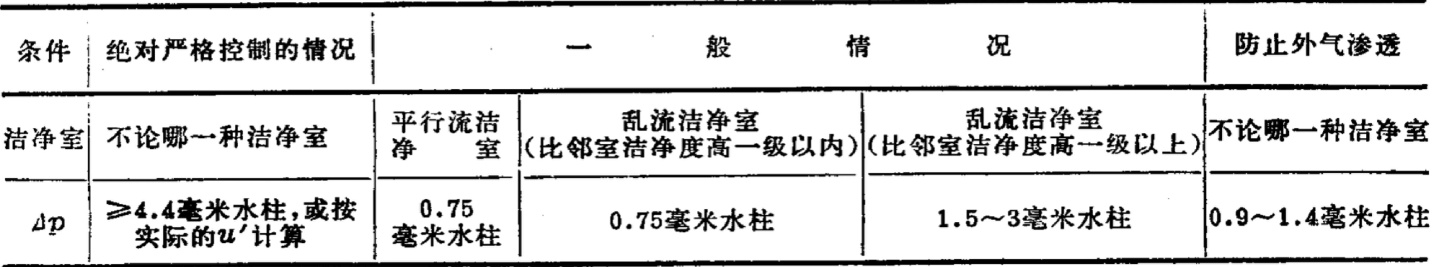 条件 绝对严格控制的情况 一般情况 防止外气渗透
洁净室 不论哪一种洁净室 平行流洁净室 乱流洁净室(比邻室洁净度高一级以内) 乱流洁净室(比邻室洁净度高一级以上) 不论哪一种洁净室
Δp ≥4.4毫米水柱,或按实际的u′计算 0.75毫米水柱 0.75毫米水柱 1.5～3毫米水柱 0.9～1.4毫米水柱